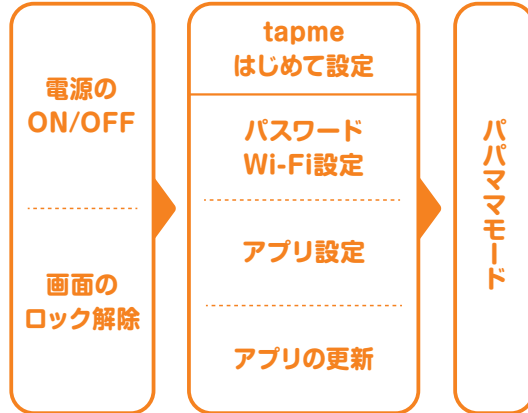 電源の
ON/OFF
画面の
ロック解除
tapme
はじめて設定
パスワード
Wi-Fi設定
アプリ設定
アプリの更新
パパママモード